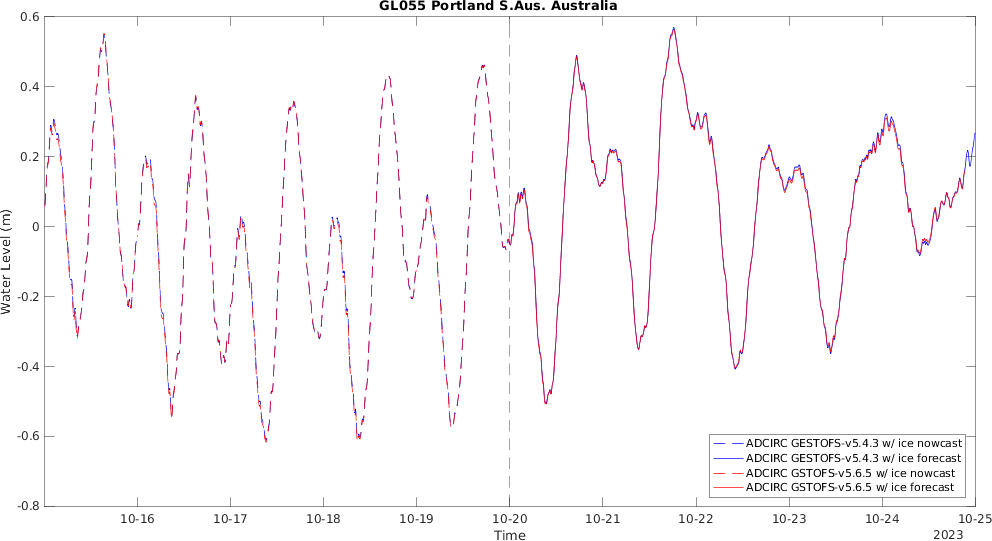 GL055 Portland S.Aus. Australia
0.6
0.4
0.2
0
-0.2
-0.4
-0.6
-0.8
Water Level (m)
10-16
10-17
10-18
10-19
10-20
10-21
10-22
10-23
10-24
10-25
Time
2023
ADCIRC GESTOFS-v5.4.3 w/ ice nowcast
ADCIRC GESTOFS-v5.4.3 w/ ice forecast
ADCIRC GSTOFS-v5.6.5 w/ ice nowcast
ADCIRC GSTOFS-v5.6.5 w/ ice forecast